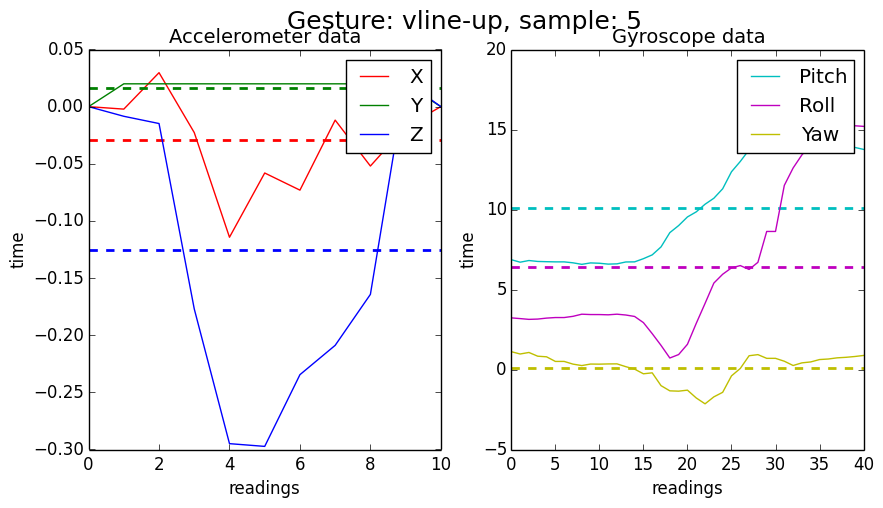 Gesture: vline-up, sample: 5
Accelerometer data
0.05
0.00
−0.05
−0.10
−0.15
−0.20
−0.25
−0.30
time
0 2 4 6 8 10
readings
X
Y
Z
Gyroscope data
20
15
10
5
0
−5
time
0 5 10 15 20 25 30 35 40
readings
Pitch
Roll
Yaw